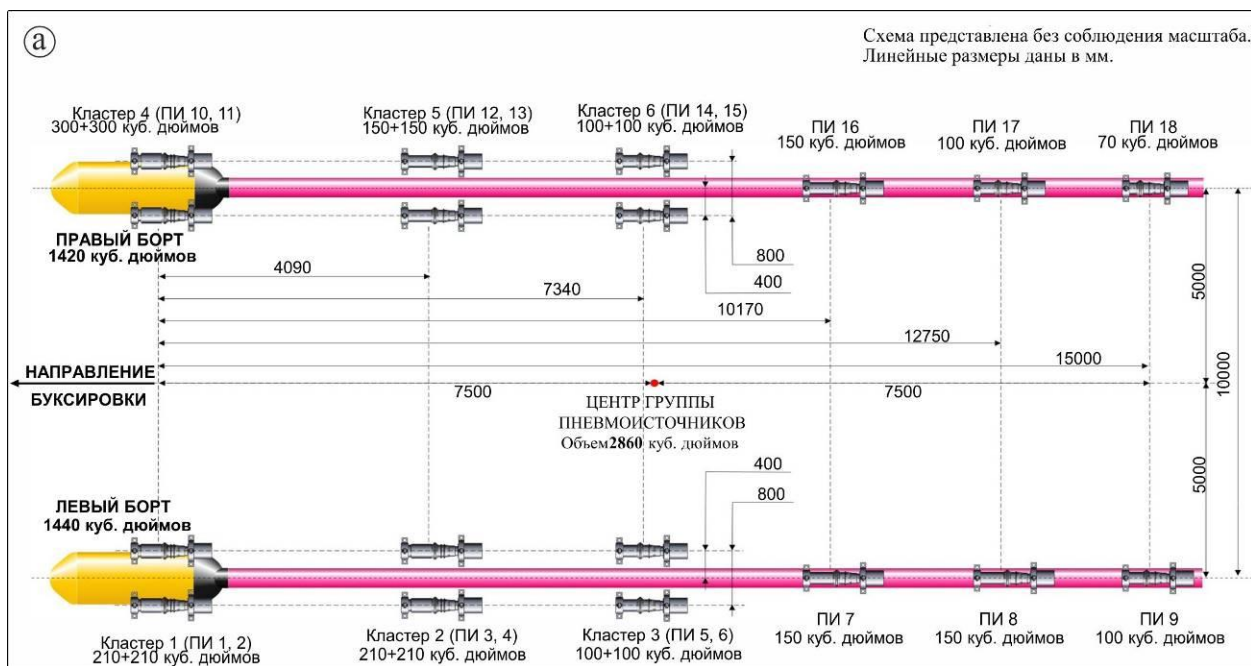 а
Схема представлена без соблюдения масштаба.
Линейные размеры даны в мм.
Кластер 4 (ПИ 10, 11)
300+300 куб. дюймов
Кластер 5 (ПИ 12, 13)
150+150 куб. дюймов
Кластер 6 (ПИ 14, 15)
100+100 куб. дюймов
ПИ 16
150 куб. дюймов
ПИ 17
100 куб. дюймов
ПИ 18
70 куб. дюймов
ПРАВЫЙ БОРТ
1420 куб. дюймов
4090
800
7340
400
5000
10170
12750
15000
НАПРАВЛЕНИЕ
БУКСИРОВКИ
7500
7500
10000
ЦЕНТР ГРУППЫ
ПНЕВМОИСТОЧНИКОВ
Объем2860 куб. дюймов
400
800
5000
ЛЕВЫЙ БОРТ
1440 куб. дюймов
Кластер 1 (ПИ 1, 2)
210+210 куб. дюймов
Кластер 2 (ПИ 3, 4)
210+210 куб. дюймов
Кластер 3 (ПИ 5, 6)
100+100 куб. дюймов
ПИ 7
150 куб. дюймов
ПИ 8
150 куб. дюймов
ПИ 9
100 куб. дюймов